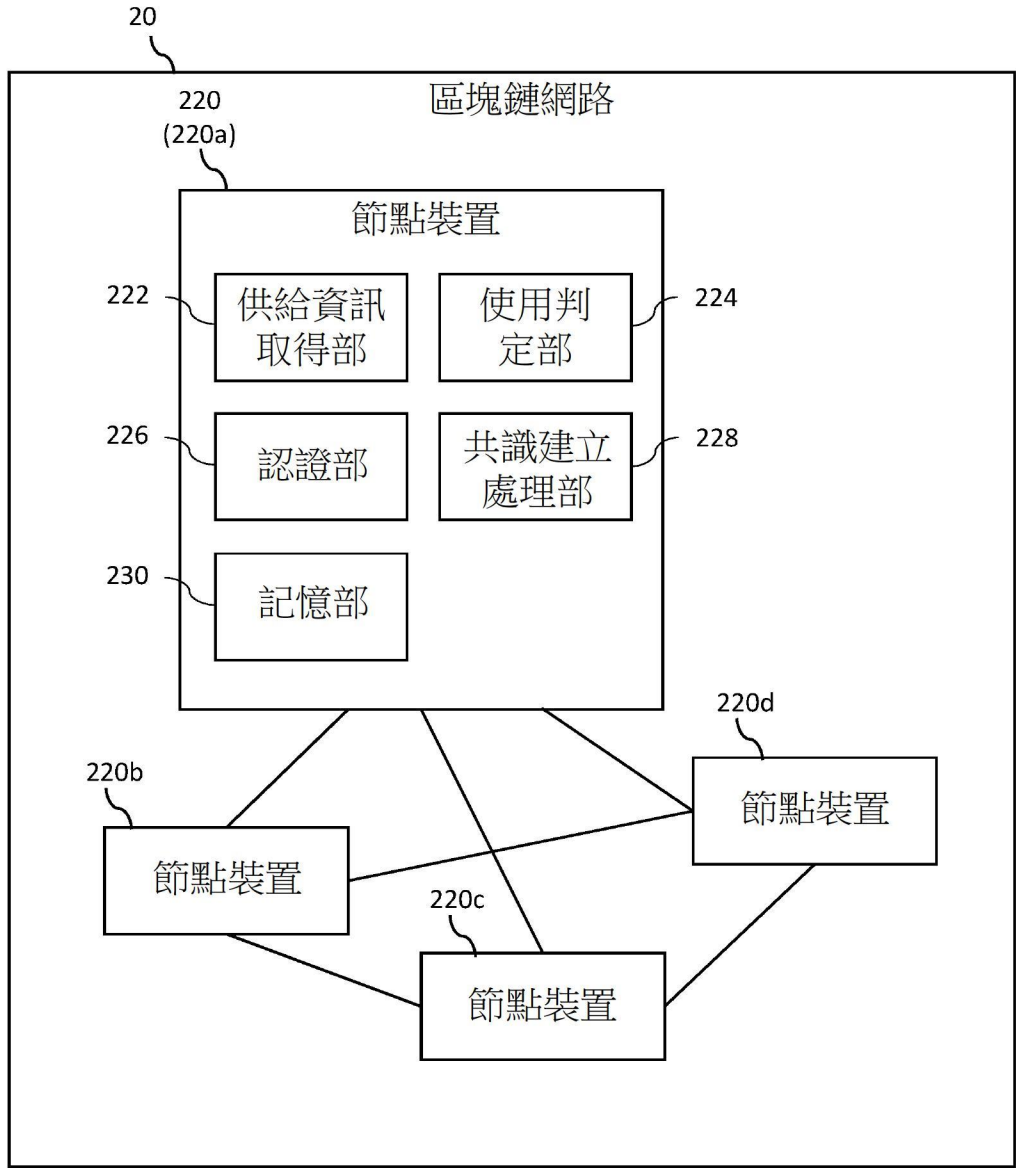 20
區塊鏈網路
220
(220a)
節點裝置
222
供給資訊
取得部
使用判
定部
224
226
認證部
共識建立
處理部
228
230
記憶部
220d
節點裝置
220b
節點裝置
220c
節點裝置